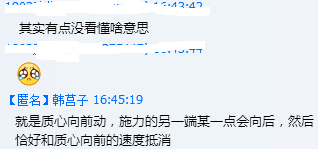 其实有点没看懂啥意思
【匿名】韩莒子 16:45:19
就是质心向前动，施力的另一端某一点会向后，然后
恰好和质心向前的速度抵消